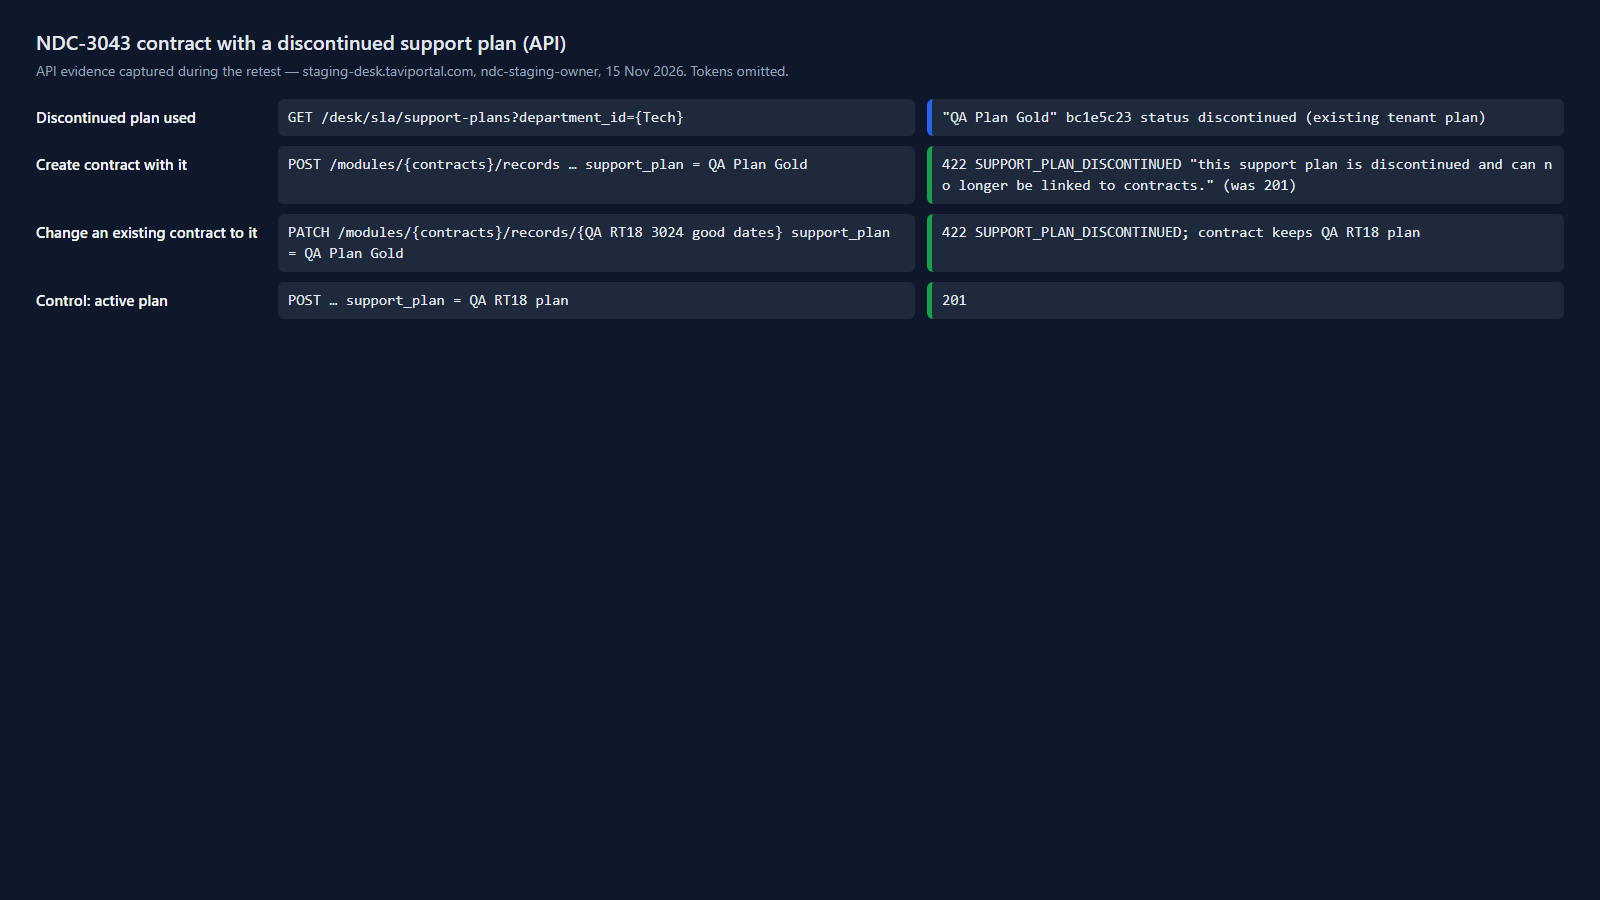 NDC-3043 contract with a discontinued support plan (API)
API evidence captured during the retest — staging-desk.taviportal.com, ndc-staging-owner, 15 Nov 2026. Tokens omitted.
Discontinued plan used
GET /desk/sla/support-plans?department_id={Tech}
"QA Plan Gold" bc1e5c23 status discontinued (existing tenant plan)
Create contract with it
POST /modules/{contracts}/records … support_plan = QA Plan Gold
422 SUPPORT_PLAN_DISCONTINUED "this support plan is discontinued and can n
o longer be linked to contracts." (was 201)
Change an existing contract to it
PATCH /modules/{contracts}/records/{QA RT18 3024 good dates} support_plan
= QA Plan Gold
422 SUPPORT_PLAN_DISCONTINUED; contract keeps QA RT18 plan
Control: active plan
POST … support_plan = QA RT18 plan
201